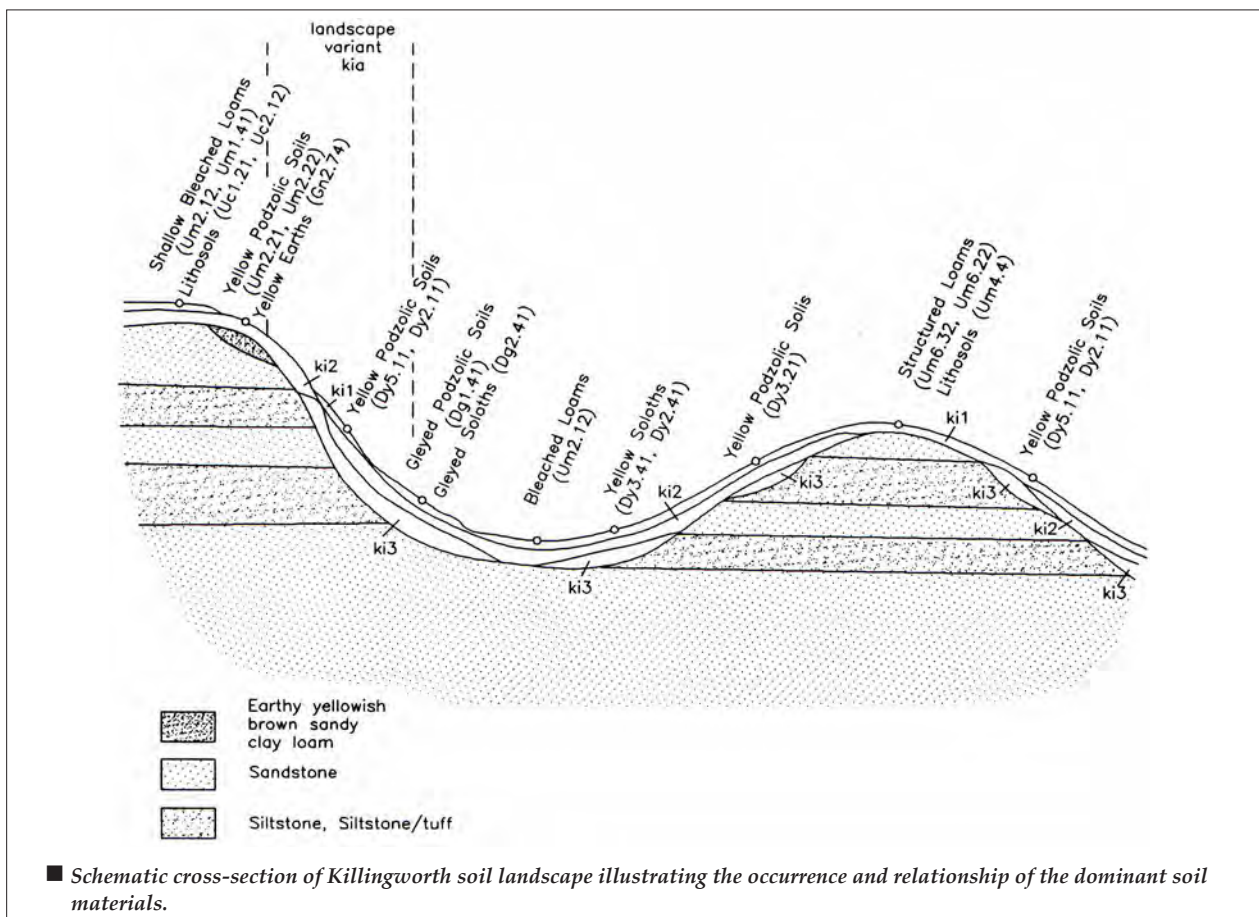 landscape
variant
kia
Shallow Bleached Loams
(Um2.12, Um1.41)
Lithosols (Uc1.21, Uc2.12)
Yellow Podzolic Soils
(Um2.21, Um2.22)
Yellow Earths (Gn2.74)
Yellow Podzolic Soils
(Dy5.11, Dy2.11)
Gleyed Podzolic Soils
(Dg1.41)
Gleyed Soloths (Dg2.41)
Bleached Loams
(Um2.12)
Yellow Soloths
(Dy3.41, Dy2.41)
Yellow Podzolic Soils
(Dy3.21)
Structured Loams
(Um6.32, Um6.22)
Lithosols (Um4.4)
Yellow Podzolic Soils
(Dy5.11, Dy2.11)
ki2
ki1
ki3
ki3
ki2
ki3
ki1
ki3
ki2
ki3
Earthy yellowish
brown sandy
clay loam
Sandstone
Siltstone, Siltstone/tuff
■ Schematic cross-section of Killingworth soil landscape illustrating the occurrence and relationship of the dominant soil
materials.